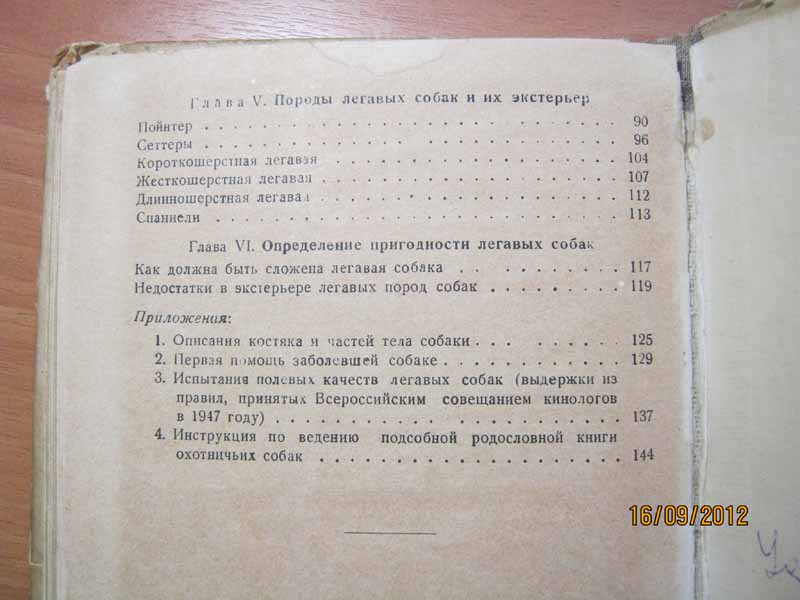 Глава V. Породы легавых собак и их экстерьер
Пойнтер . . . . . . . . . . . . . . . . . . . . . 90
Сеттеры . . . . . . . . . . . . . . . . . . . . . 96
Короткошерстная легавая . . . . . . . . . . . . . 104
Жесткошерстная легавая . . . . . . . . . . . . . . 107
Длинношерстная легавая . . . . . . . . . . . . . . 112
Спаниели . . . . . . . . . . . . . . . . . . . . . 113
Глава VI. Определение пригодности легавых собак
Как должна быть сложена легавая собака . . . . . . . . 117
Недостатки в экстерьере легавых пород собак . . . . . . . 119
Приложения:
1. Описания костяка и частей тела собаки . . . . . . . . 125
2. Первая помощь заболевшей собаке . . . . . . . . . . 129
3. Испытания полевых качеств легавых собак (выдержки из
правил, принятых Всероссийским совещанием кинологов
в 1947 году) . . . . . . . . . . . . . . . . . . 137
4. Инструкция по ведению подсобной родословной книги
охотничьих собак . . . . . . . . . . . . . . . . 144
16/09/2012